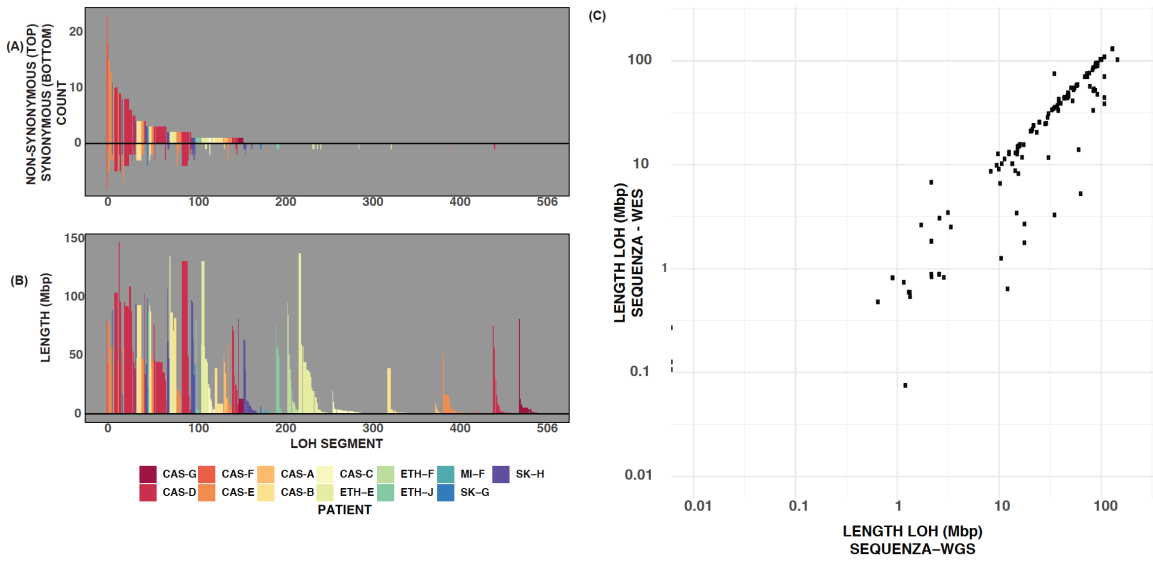 (A)
NON-SYNONYMOUS (TOP)
SYNONYMOUS (BOTTOM)
COUNT
20
10
0
0 100 200 300 400 506
(B)
LENGTH (Mbp)
150
100
50
0
0 100 200 300 400 506
LOH SEGMENT
CAS-G CAS-F CAS-A CAS-C ETH-F MI-F SK-H
CAS-D CAS-E CAS-B ETH-E ETH-J SK-G
PATIENT
(C)
LENGTH LOH (Mbp)
SEQUENZA - WES
100
10
1
0.1
0.01
0.01 0.1 1 10 100
LENGTH LOH (Mbp)
SEQUENZA-WGS